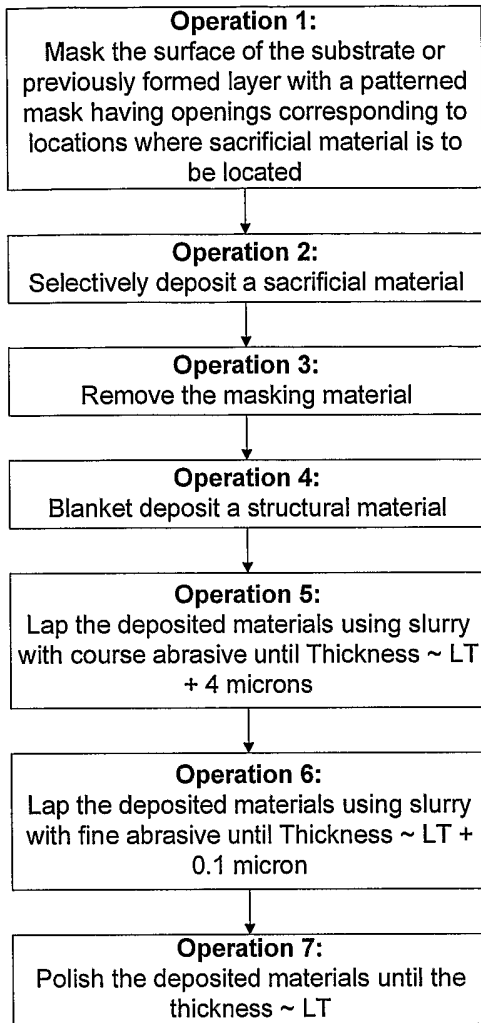 Operation 1:
Mask the surface of the substrate or
previously formed layer with a patterned
mask having openings corresponding to
locations where sacrificial material is to
be located
Operation 2:
Selectively deposit a sacrificial material
Operation 3:
Remove the masking material
Operation 4:
Blanket deposit a structural material
Operation 5:
Lap the deposited materials using slurry
with course abrasive until Thickness ~ LT
+ 4 microns
Operation 6:
Lap the deposited materials using slurry
with fine abrasive until Thickness ~ LT +
0.1 micron
Operation 7:
Polish the deposited materials until the
thickness ~ LT